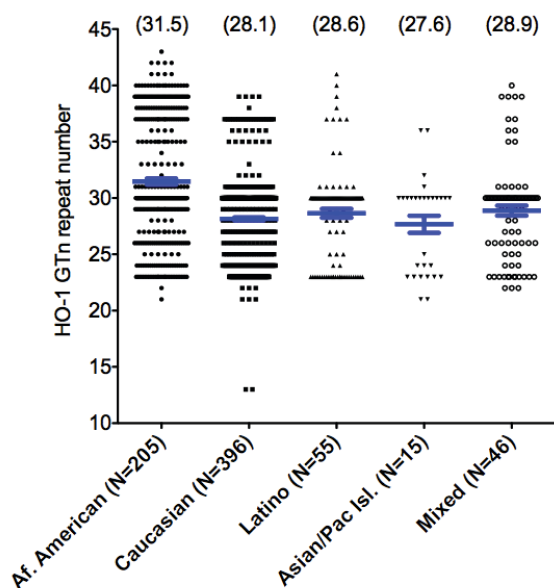 (31.5) (28.1) (28.6) (27.6) (28.9)
HO-1 GTn repeat number
45
40
35
30
25
20
15
10
Af. American (N=205)
Caucasian (N=396)
Latino (N=55)
Asian/Pac Isl. (N=15)
Mixed (N=46)